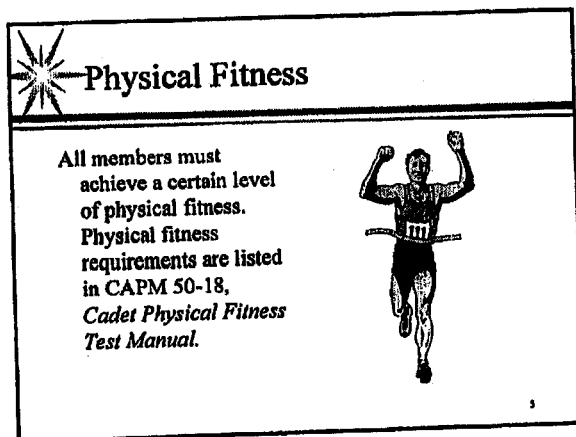 Physical Fitness
All members must
achieve a certain level
of physical fitness.
Physical fitness
requirements are listed
in CAPM 50-18,
Cadet Physical Fitness
Test Manual.
111
5